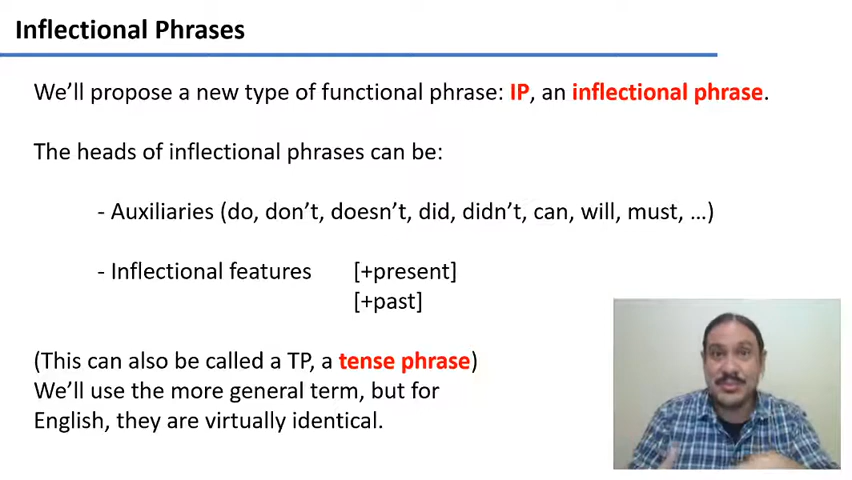 Inflectional Phrases
We’ll propose a new type of functional phrase: IP, an inflectional phrase.
The heads of inflectional phrases can be:
- Auxiliaries (do, don’t, doesn’t, did, didn’t, can, will, must, …)
- Inflectional features [+present]
[+past]
(This can also be called a TP, a tense phrase)
We’ll use the more general term, but for
English, they are virtually identical.